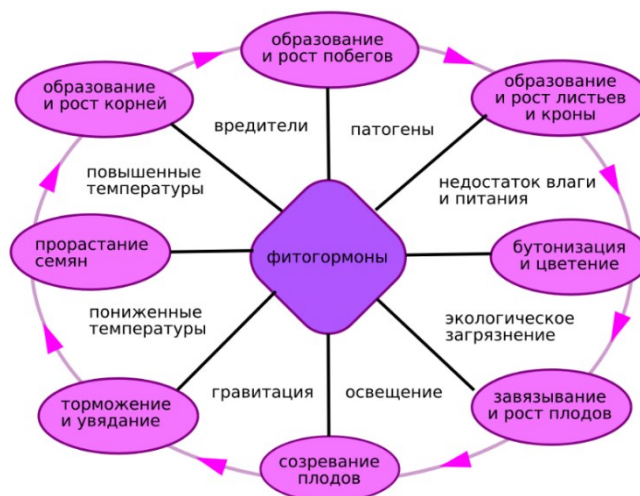 образование
и рост побегов
образование
и рост корней
образование
и рост листьев
и кроны
вредители
патогены
повышенные
температуры
недостаток влаги
и питания
прорастание
семян
фитогормоны
бутонизация
и цветение
пониженные
температуры
экологическое
загрязнение
гравитация
освещение
торможение
и увядание
завязывание
и рост плодов
созревание
плодов